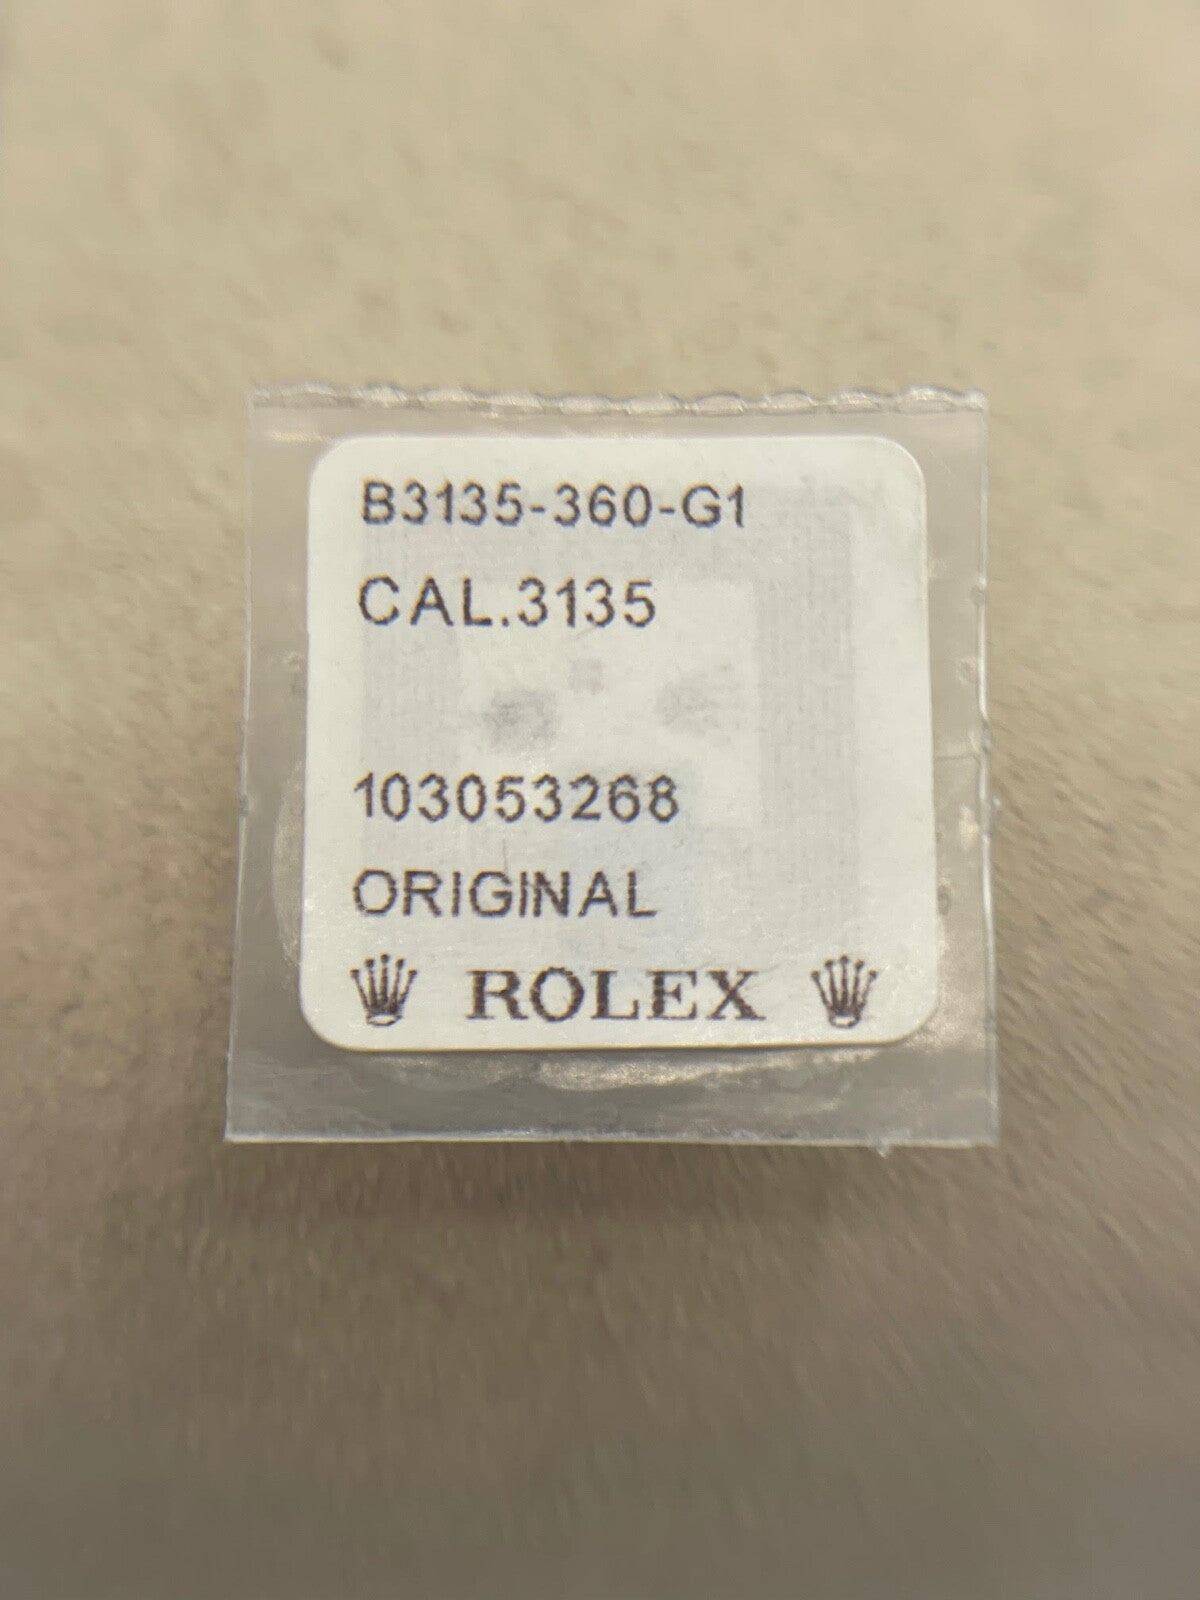 B3135-360-G1
CAL.3135
103053268
ORIGINAL
ROLEX